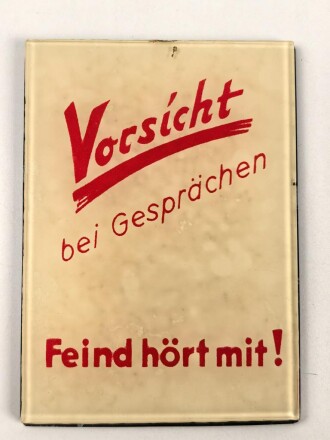 Vorsicht
bei Gesprächen
Feind hört mit!